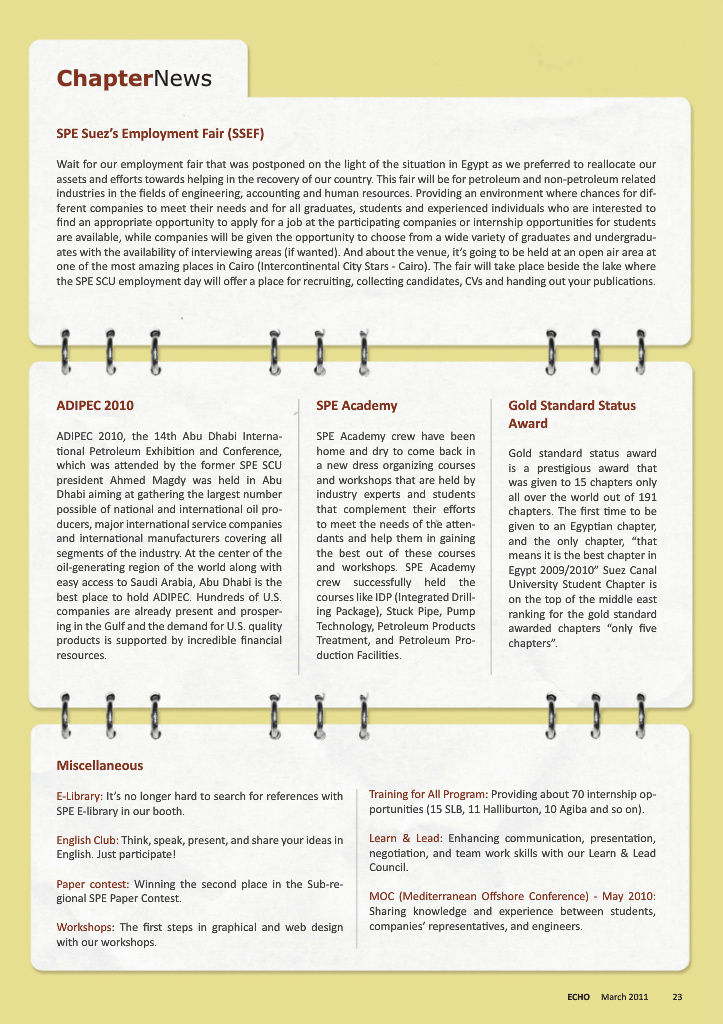 ChapterNews
SPE Suez's Employment Fair (SSEF)
Wait for our employment fair that was postponed on the light of the situation in Egypt as we preferred to reallocate our
assets and efforts towards helping in the recovery of our country. This fair will be for petroleum and non-petroleum related
industries in the fields of engineering, accounting and human resources. Providing an environment where chances for dif-
ferent companies to meet their needs and for all graduates, students and experienced individuals who are interested to
find an appropriate opportunity to apply for a job at the participating companies or internship opportunities for students
are available, while companies will be given the opportunity to choose from a wide variety of graduates and undergradu-
ates with the availability of interviewing areas (if wanted). And about the venue, it's going to be held at an open air area at
one of the most amazing places in Cairo (Intercontinental City Stars - Cairo). The fair will take place beside the lake where
the SPE SCU employment day will offer a place for recruiting, collecting candidates, CVs and handing out your publications.
ADIPEC 2010
ADIPEC 2010, the 14th Abu Dhabi Interna-
tional Petroleum Exhibition and Conference,
which was attended by the former SPE SCU
president Ahmed Magdy was held in Abu
Dhabi aiming at gathering the largest number
possible of national and international oil pro-
ducers, major international service companies
and international manufacturers covering all
segments of the industry. At the center of the
oil-generating region of the world along with
easy access to Saudi Arabia, Abu Dhabi is the
best place to hold ADIPEC. Hundreds of U.S.
companies are already present and prosper-
ing in the Gulf and the demand for U.S. quality
products is supported by incredible financial
resources.
SPE Academy
SPE Academy crew have been
home and dry to come back in
a new dress organizing courses
and workshops that are held by
industry experts and students
that complement their efforts
to meet the needs of the atten-
dants and help them in gaining
the best out of these courses
and workshops. SPE Academy
crew successfully held the
courses like IDP (Integrated Drill-
ing Package), Stuck Pipe, Pump
Technology, Petroleum Products
Treatment, and Petroleum Pro-
duction Facilities.
Gold Standard Status
Award
Gold standard status award
is a prestigious award that
was given to 15 chapters only
all over the world out of 191
chapters. The first time to be
given to an Egyptian chapter,
and the only chapter, "that
means it is the best chapter in
Egypt 2009/2010" Suez Canal
University Student Chapter is
on the top of the middle east
ranking for the gold standard
awarded chapters "only five
chapters".
Miscellaneous
E-Library: It's no longer hard to search for references with
SPE E-library in our booth.
English Club: Think, speak, present, and share your ideas in
English. Just participate!
Paper contest: Winning the second place in the Sub-re-
gional SPE Paper Contest.
Workshops: The first steps in graphical and web design
with our workshops.
Training for All Program: Providing about 70 internship op-
portunities (15 SLB, 11 Halliburton, 10 Agiba and so on).
Learn & Lead: Enhancing communication, presentation,
negotiation, and team work skills with our Learn & Lead
Council.
MOC (Mediterranean Offshore Conference) - May 2010:
Sharing knowledge and experience between students,
companies' representatives, and engineers.
ECHO March 2011 23